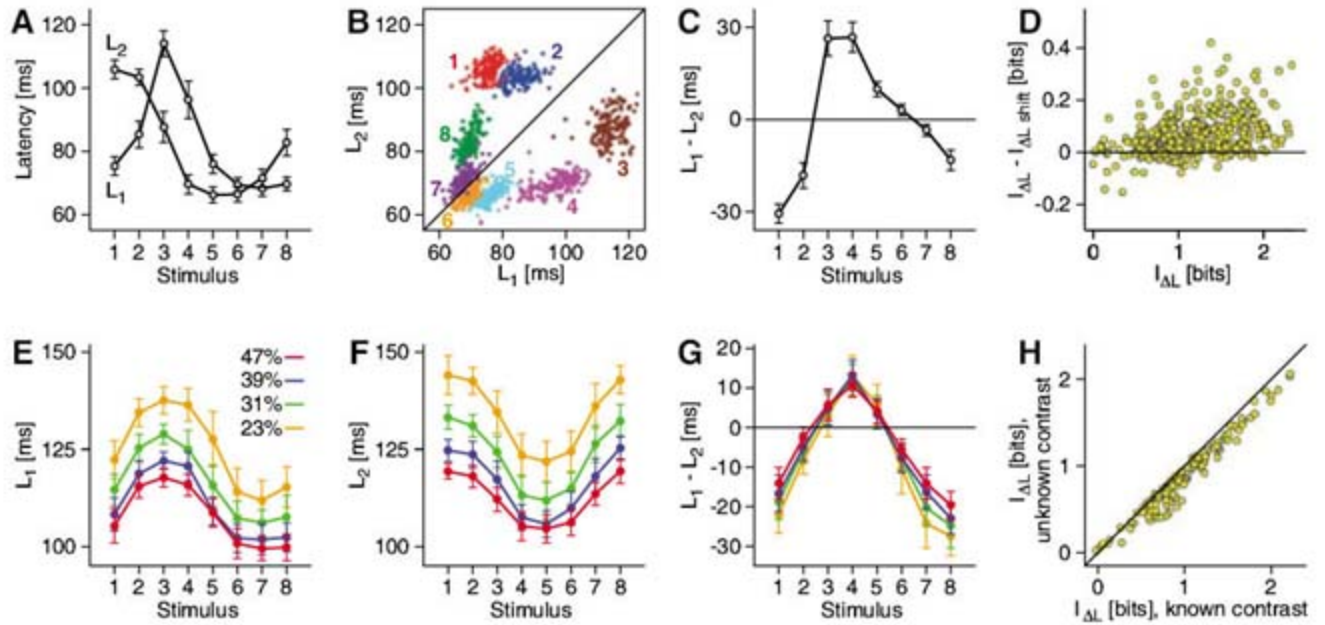 A
Latency [ms]
120
100
80
60
L2
L1
1 2 3 4 5 6 7 8
Stimulus
B
L2 [ms]
120
100
80
60
1
2
8
3
7
5
4
6
60 80 100 120
L1 [ms]
C
L1 - L2 [ms]
30
0
-30
1 2 3 4 5 6 7 8
Stimulus
D
IΔL - IΔL shift [bits]
0.4
0.2
0
-0.2
0 1 2
IΔL [bits]
E
L1 [ms]
150
125
100
47%
39%
31%
23%
1 2 3 4 5 6 7 8
Stimulus
F
L2 [ms]
150
125
100
1 2 3 4 5 6 7 8
Stimulus
G
L1 - L2 [ms]
20
10
0
-10
-20
-30
1 2 3 4 5 6 7 8
Stimulus
H
IΔL [bits],
unknown contrast
2
1
0
0 1 2
IΔL [bits], known contrast